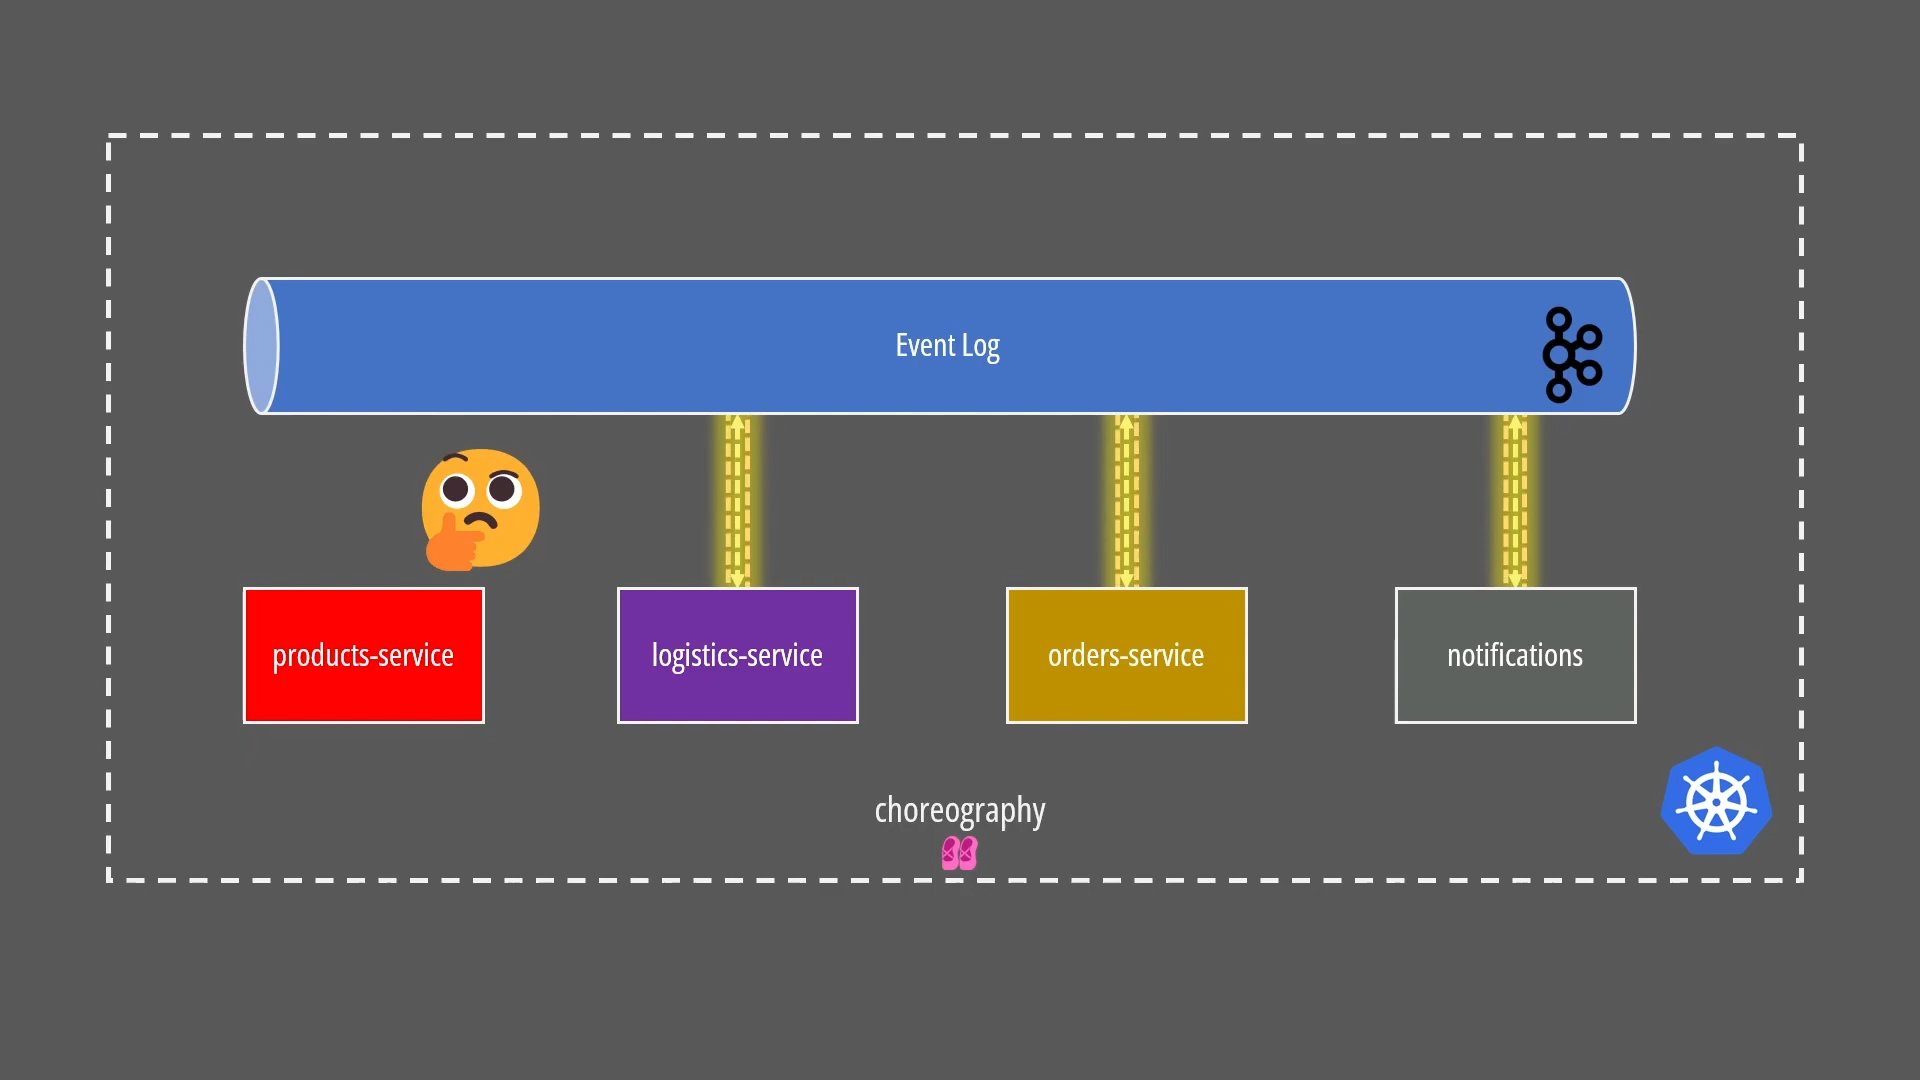 Event Log
products-service
logistics-service
orders-service
notifications
choreography